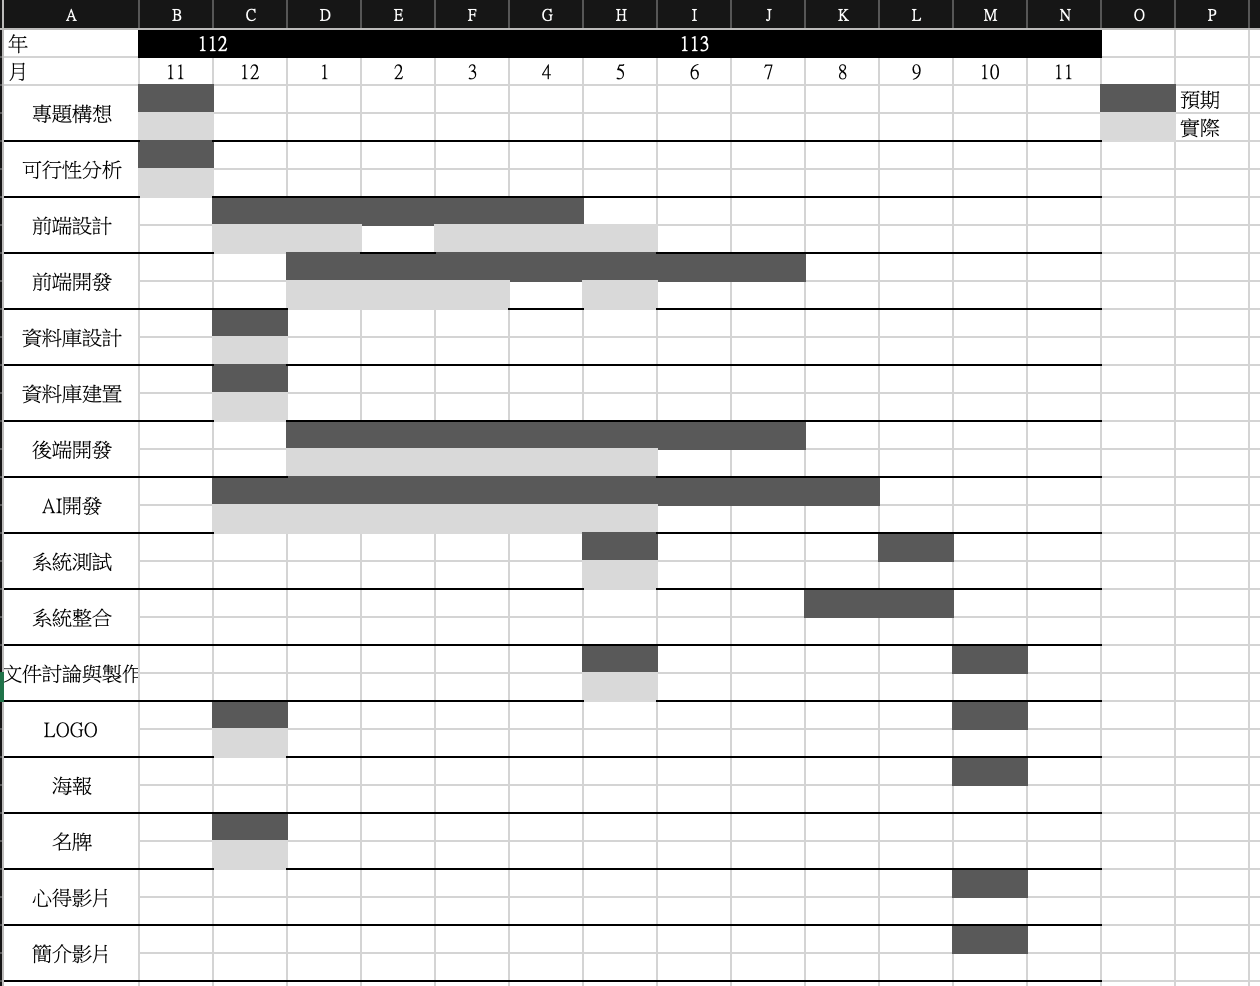 A B C D E F G H I J K L M N O P
年 112 113
月 11 12 1 2 3 4 5 6 7 8 9 10 11
專題構想 預期
實際
可行性分析
前端設計
前端開發
資料庫設計
資料庫建置
後端開發
AI開發
系統測試
系統整合
文件討論與製作
LOGO
海報
名牌
心得影片
簡介影片